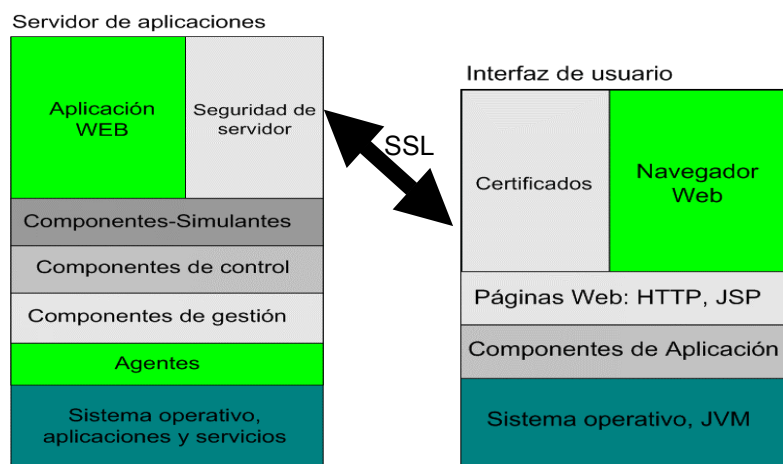 Servidor de aplicaciones
Aplicación
WEB
Seguridad de
servidor
Componentes-Simulantes
Componentes de control
Componentes de gestión
Agentes
Sistema operativo,
aplicaciones y servicios
SSL
Interfaz de usuario
Certificados
Navegador
Web
Páginas Web: HTTP, JSP
Componentes de Aplicación
Sistema operativo, JVM